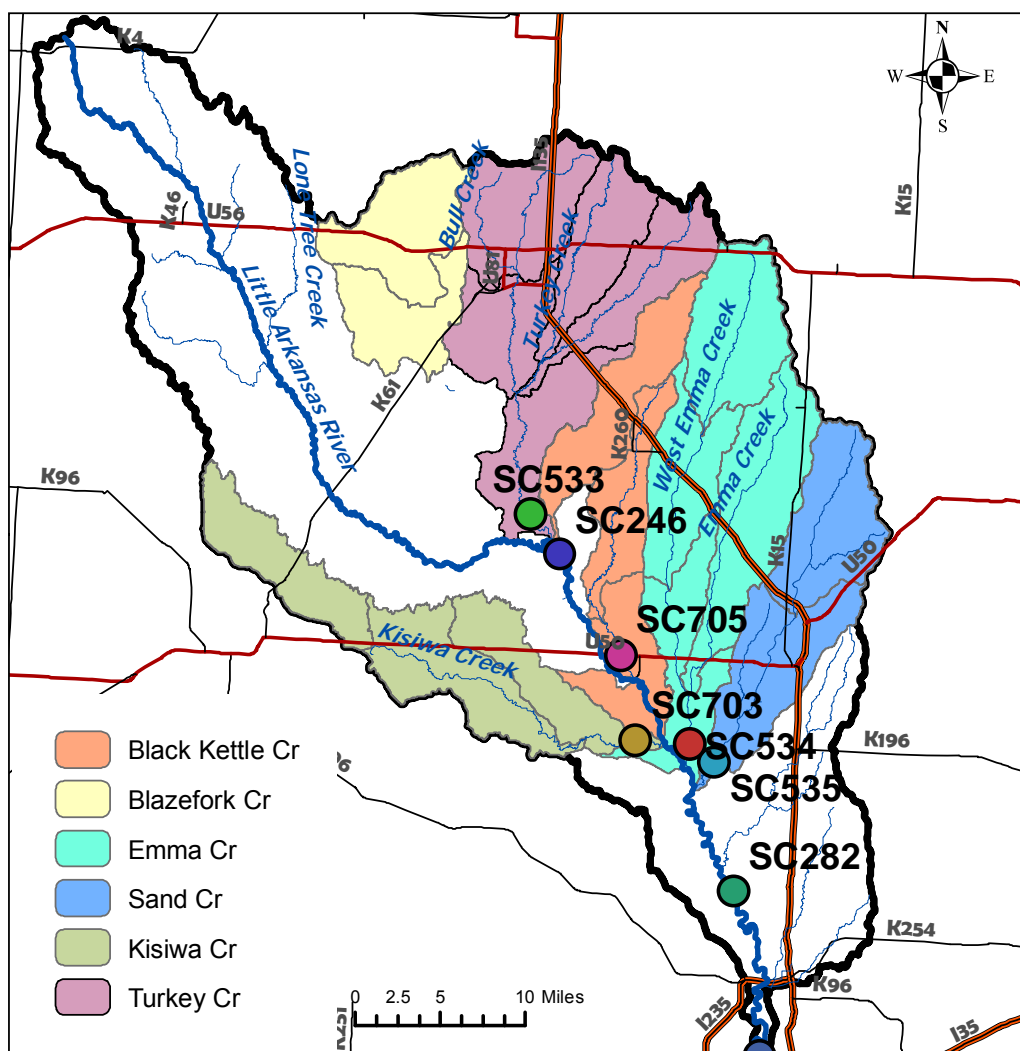 N
W E
S
K4
K15
I135
Bull Creek
Lone Tree Creek
K46
U56
Turkey Creek
Little Arkansas River
K61
K260
West Emma Creek
Emma Creek
K96
SC533
SC246
K15
U50
SC705
U50
Kisiwa Creek
SC703
SC534
K196
SC535
SC282
K254
K96
I235
I35
Black Kettle Cr
Blazefork Cr
Emma Cr
Sand Cr
Kisiwa Cr
Turkey Cr
0 2.5 5 10 Miles